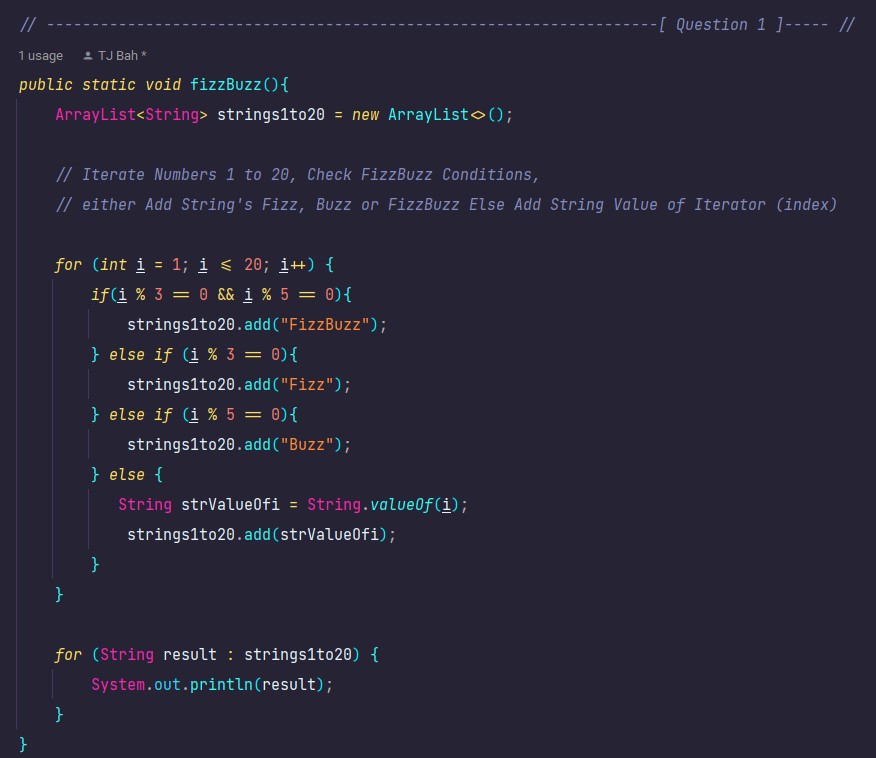 // --------------------------------------------------------------------[ Question 1 ]----- //
1 usage TJ Bah *
public static void fizzBuzz(){
ArrayList<String> strings1to20 = new ArrayList<>();
// Iterate Numbers 1 to 20, Check FizzBuzz Conditions,
// either Add String's Fizz, Buzz or FizzBuzz Else Add String Value of Iterator (index)
for (int i = 1; i <= 20; i++) {
if(i % 3 == 0 && i % 5 == 0){
strings1to20.add("FizzBuzz");
} else if (i % 3 == 0){
strings1to20.add("Fizz");
} else if (i % 5 == 0){
strings1to20.add("Buzz");
} else {
String strValueOfi = String.valueOf(i);
strings1to20.add(strValueOfi);
}
}
for (String result : strings1to20) {
System.out.println(result);
}
}